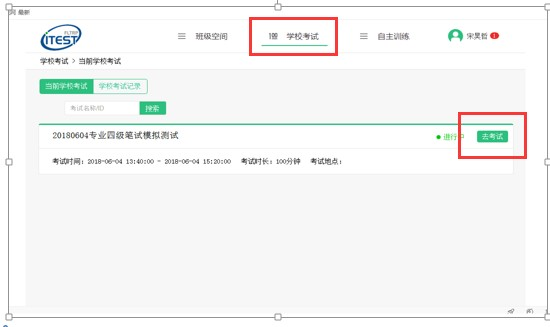 最新
FLTRP
ITEST
班级空间
学校考试
自主训练
宋昊哲
1
学校考试 > 当前学校考试
当前学校考试 学校考试记录
考试名称/ID 搜索
20180604专业四级笔试模拟测试
进行中 去考试
考试时间：2018-06-04 13:40:00 - 2018-06-04 15:20:00 考试时长：100分钟 考试地点：